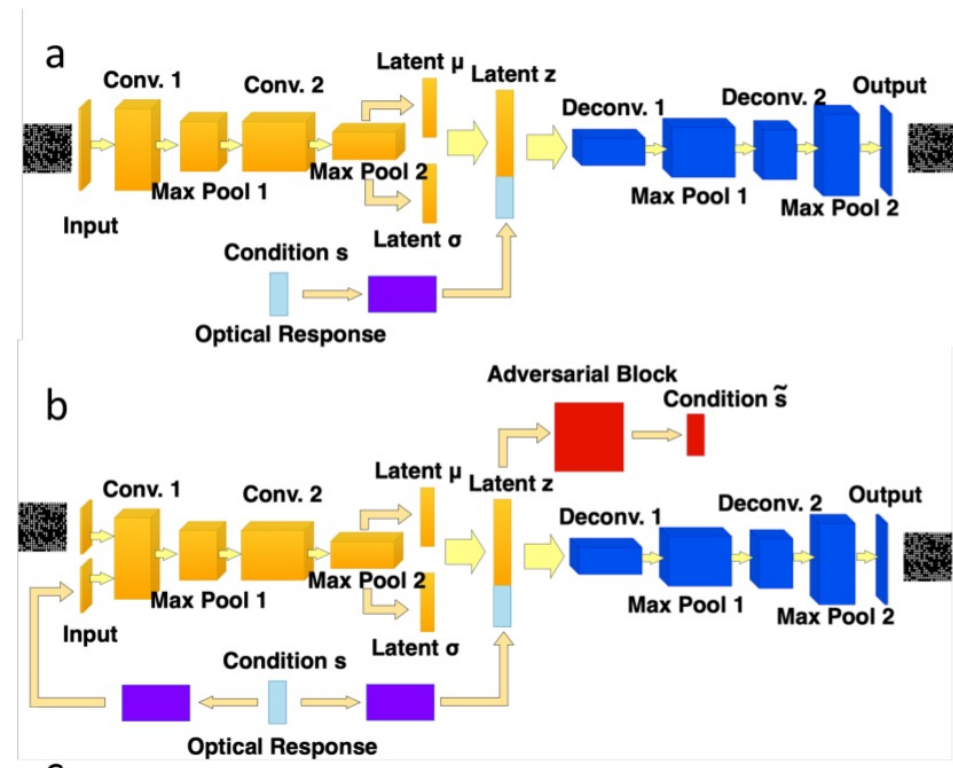 a
Conv. 1
Conv. 2
Latent μ
Latent z
Deconv. 1
Deconv. 2
Output
Input
Max Pool 1
Max Pool 2
Latent σ
Max Pool 1
Max Pool 2
Condition s
Optical Response
b
Adversarial Block
Condition s̃
Conv. 1
Conv. 2
Latent μ
Latent z
Deconv. 1
Deconv. 2
Output
Input
Max Pool 1
Max Pool 2
Latent σ
Max Pool 1
Max Pool 2
Condition s
Optical Response